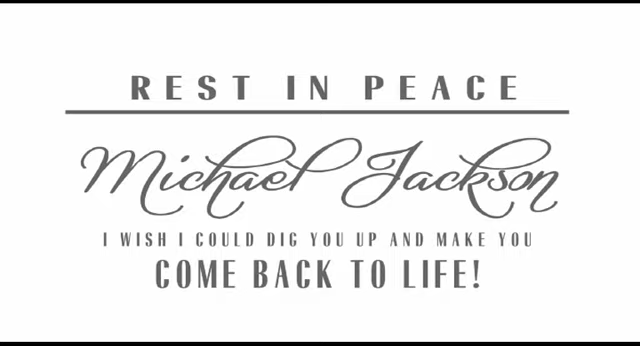 REST IN PEACE
Michael Jackson
I WISH I COULD DIG YOU UP AND MAKE YOU
COME BACK TO LIFE!